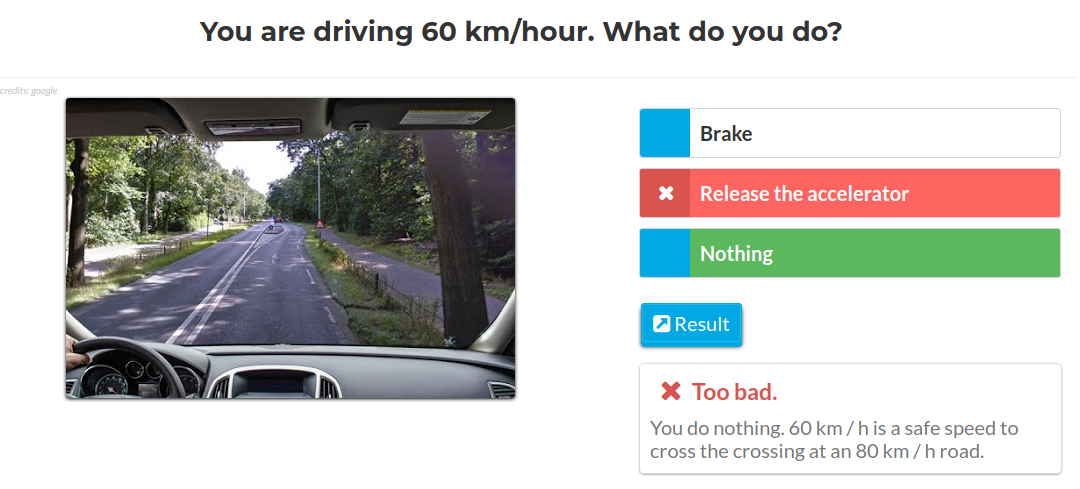 You are driving 60 km/hour. What do you do?
credits: google
Brake
Release the accelerator
Nothing
Result
Too bad.
You do nothing. 60 km / h is a safe speed to
cross the crossing at an 80 km / h road.